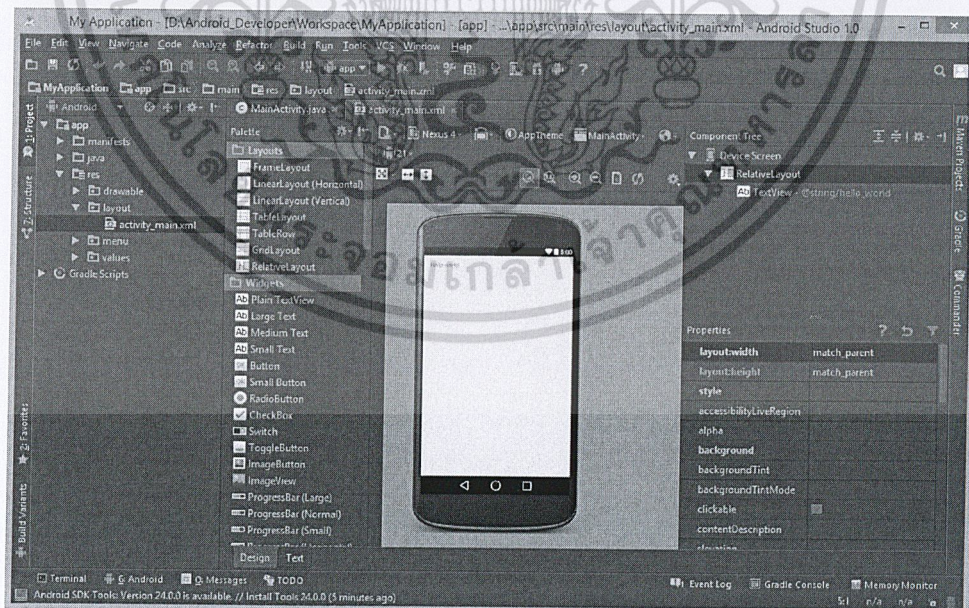 My Application - [D:\Android_Developer\Workspace\MyApplication] - [app] - ...\app\src\main\res\layout\activity_main.xml - Android Studio 1.0
File Edit View Navigate Code Analyze Refactor Build Run Tools VCS Window Help
app
MyApplication app src main res layout activity_main.xml
Android
MainActivity.java activity_main.xml
1: Project
app
manifests
java
res
drawable
layout
activity_main.xml
menu
values
Gradle Scripts
2: Structure
2: Favorites
Build Variants
Palette
Layouts
FrameLayout
LinearLayout (Horizontal)
LinearLayout (Vertical)
TableLayout
TableRow
GridLayout
RelativeLayout
Widgets
Plain TextView
Large Text
Medium Text
Small Text
Button
Small Button
RadioButton
CheckBox
Switch
ToggleButton
ImageButton
ImageView
ProgressBar (Large)
ProgressBar (Normal)
ProgressBar (Small)
Design Text
Nexus 4 AppTheme MainActivity
21
5:00
Component Tree
Device Screen
RelativeLayout
Ab TextView - @string/hello_world
Properties
layout:width match_parent
layout:height match_parent
style
accessibilityLiveRegion
alpha
background
backgroundTint
backgroundTintMode
clickable
contentDescription
elevation
Maven Projects
Gradle
Commander
Terminal 6: Android 0: Messages TODO
Event Log Gradle Console Memory Monitor
Android SDK Tools: Version 24.0.0 is available. // Install Tools 24.0.0 (5 minutes ago)
5:1 n/a n/a